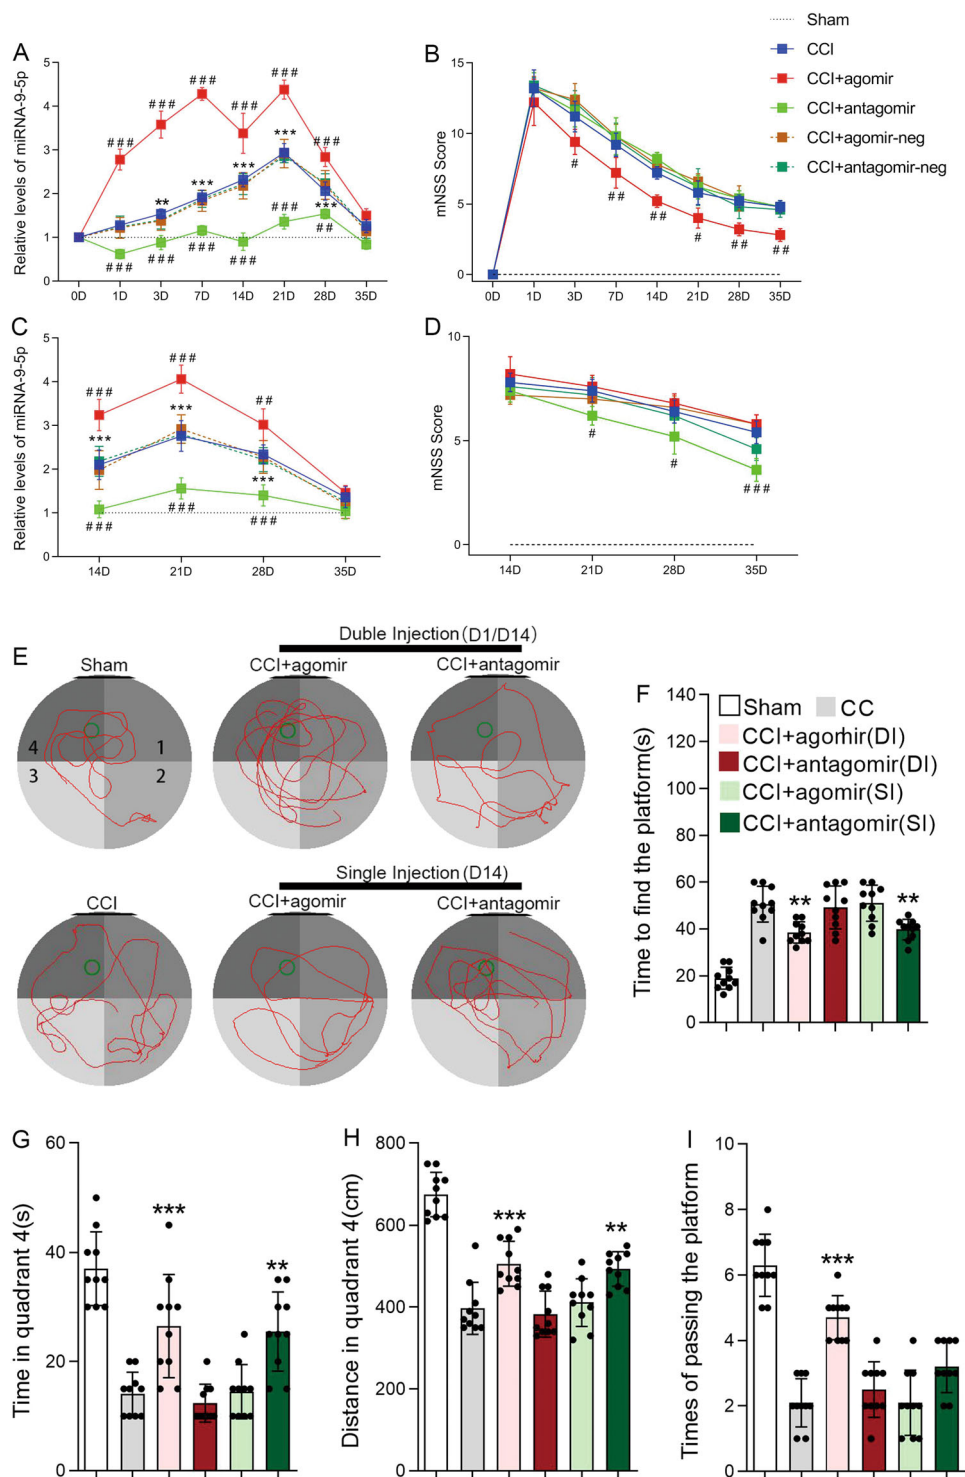 Sham
CCI
CCI+agomir
CCI+antagomir
CCI+agomir-neg
CCI+antagomir-neg
A
Relative levels of miRNA-9-5p
5
4
3
2
1
0
###
###
###
###
###
###
**
***
***
***
***
###
###
###
###
###
##
0D 1D 3D 7D 14D 21D 28D 35D
B
mNSS Score
15
10
5
0
#
##
##
#
##
##
0D 1D 3D 7D 14D 21D 28D 35D
C
Relative levels of miRNA-9-5p
5
4
3
2
1
0
###
###
##
***
***
***
###
###
###
14D 21D 28D 35D
D
mNSS Score
10
5
0
#
#
###
14D 21D 28D 35D
E
Duble Injection(D1/D14)
Sham
CCI+agomir
CCI+antagomir
4 1
3 2
Single Injection(D14)
CCI
CCI+agomir
CCI+antagomir
F
Time to find the platform(s)
140
120
100
80
60
40
20
0
Sham CC
CCI+agomir(DI)
CCI+antagomir(DI)
CCI+agomir(SI)
CCI+antagomir(SI)
**
**
G
Time in quadrant 4(s)
60
40
20
0
***
**
H
Distance in quadrant 4(cm)
800
600
400
200
0
***
**
I
Times of passing the platform
10
8
6
4
2
0
***